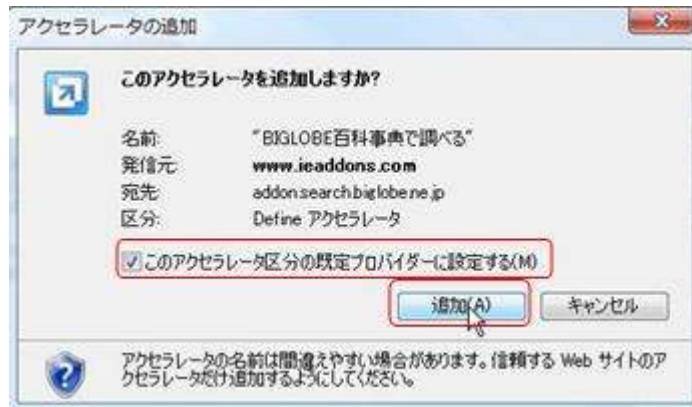 アクセラレータの追加
このアクセラレータを追加しますか?
名前: "BIGLOBE百科事典で調べる"
発信元: www.ieaddons.com
宛先: addon.search.biglobe.ne.jp
区分: Define アクセラレータ
このアクセラレータ区分の既定プロバイダーに設定する(M)
追加(A) キャンセル
アクセラレータの名前は間違えやすい場合があります。信頼する Web サイトのア
クセラレータだけ追加するようにしてください。